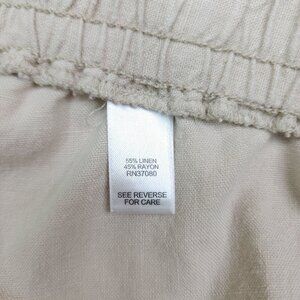 55% LINEN
45% RAYON
RN37080
SEE REVERSE
FOR CARE